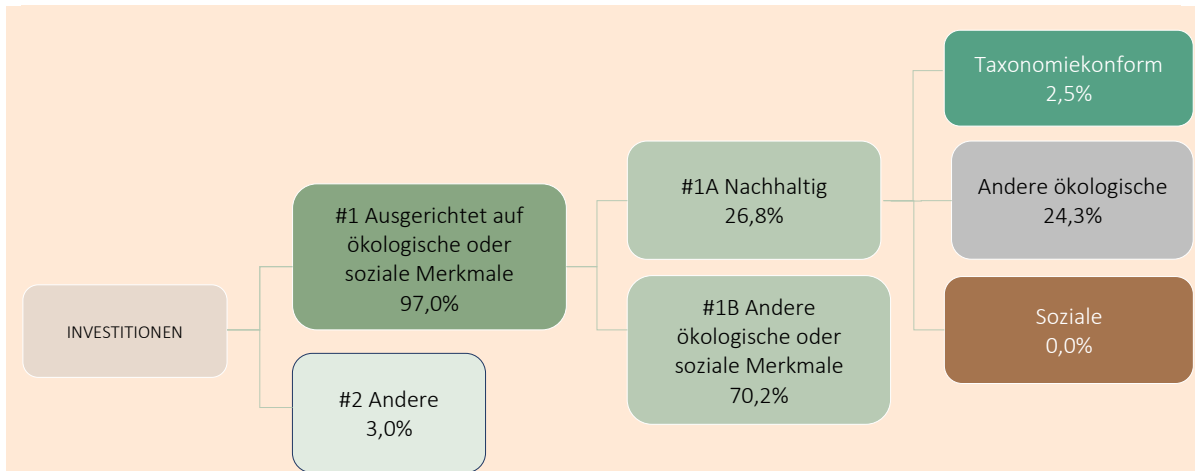 INVESTITIONEN
#1 Ausgerichtet auf
ökologische oder
soziale Merkmale
97,0%
#2 Andere
3,0%
#1A Nachhaltig
26,8%
#1B Andere
ökologische oder
soziale Merkmale
70,2%
Taxonomiekonform
2,5%
Andere ökologische
24,3%
Soziale
0,0%